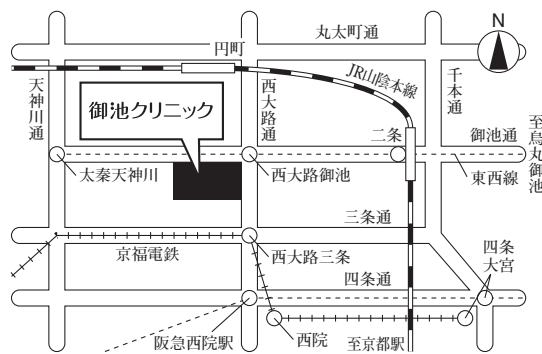 丸太町通
N
円町
JR山陰本線
天神川通
御池クリニック
西大路通
千本通
二条
御池通
至烏丸御池
太秦天神川
西大路御池
東西線
三条通
京福電鉄
西大路三条
四条通
四条
大宮
阪急西院駅
西院
至京都駅